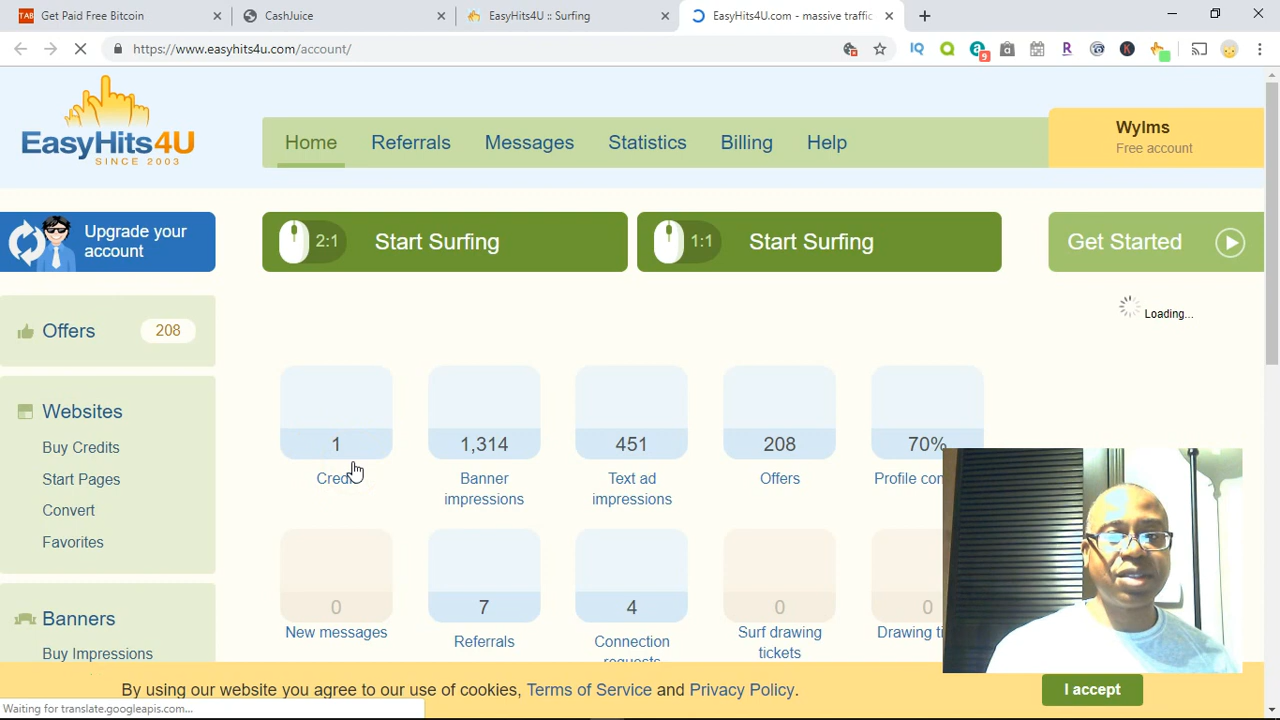 Get Paid Free Bitcoin
CashJuice
EasyHits4U :: Surfing
EasyHits4U.com - massive traffic
https://www.easyhits4u.com/account/
IQ
9
R
K
EasyHits4U
SINCE 2003
Home
Referrals
Messages
Statistics
Billing
Help
Wylms
Free account
Upgrade your
account
2:1
Start Surfing
1:1
Start Surfing
Get Started
Loading...
Offers
208
Websites
Buy Credits
Start Pages
Convert
Favorites
Banners
Buy Impressions
1
1,314
451
208
70%
Banner
impressions
Text ad
impressions
Offers
Profile
0
7
4
0
0
New messages
Referrals
Connection
requests
Surf drawing
tickets
Drawing
By using our website you agree to our use of cookies, Terms of Service and Privacy Policy.
I accept
Waiting for translate.googleapis.com...